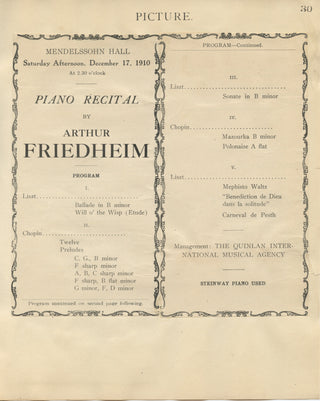 30
PICTURE.
MENDELSSOHN HALL
Saturday Afternoon, December 17, 1910
At 2.30 o'clock
PIANO RECITAL
BY
ARTHUR
FRIEDHEIM
PROGRAM
I.
Liszt
Ballade in B minor
Will o' the Wisp (Etude)
II.
Chopin
Twelve
Preludes
C, G, B minor
F sharp minor
A, B, C sharp minor
F sharp, B flat minor
G minor, F, D minor
Program continued on second page following.
PROGRAM—Continued.
III.
Liszt
Sonate in B minor
IV.
Chopin
Mazourka B minor
Polonaise A flat
V.
Liszt
Mephisto Waltz
"Benediction de Dieu
dans la solitude"
Carneval de Pesth
Management: THE QUINLAN INTER-
NATIONAL MUSICAL AGENCY
STEINWAY PIANO USED